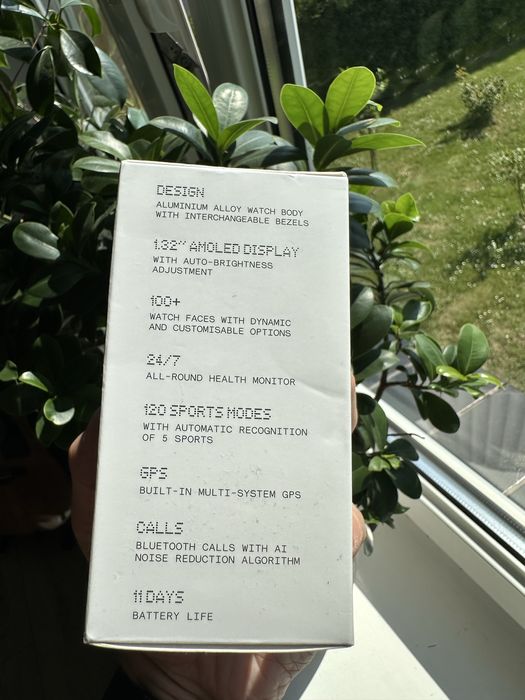 DESIGN
ALUMINIUM ALLOY WATCH BODY
WITH INTERCHANGEABLE BEZELS
1.32'' AMOLED DISPLAY
WITH AUTO-BRIGHTNESS
ADJUSTMENT
100+
WATCH FACES WITH DYNAMIC
AND CUSTOMISABLE OPTIONS
24/7
ALL-ROUND HEALTH MONITOR
120 SPORTS MODES
WITH AUTOMATIC RECOGNITION
OF 5 SPORTS
GPS
BUILT-IN MULTI-SYSTEM GPS
CALLS
BLUETOOTH CALLS WITH AI
NOISE REDUCTION ALGORITHM
11 DAYS
BATTERY LIFE